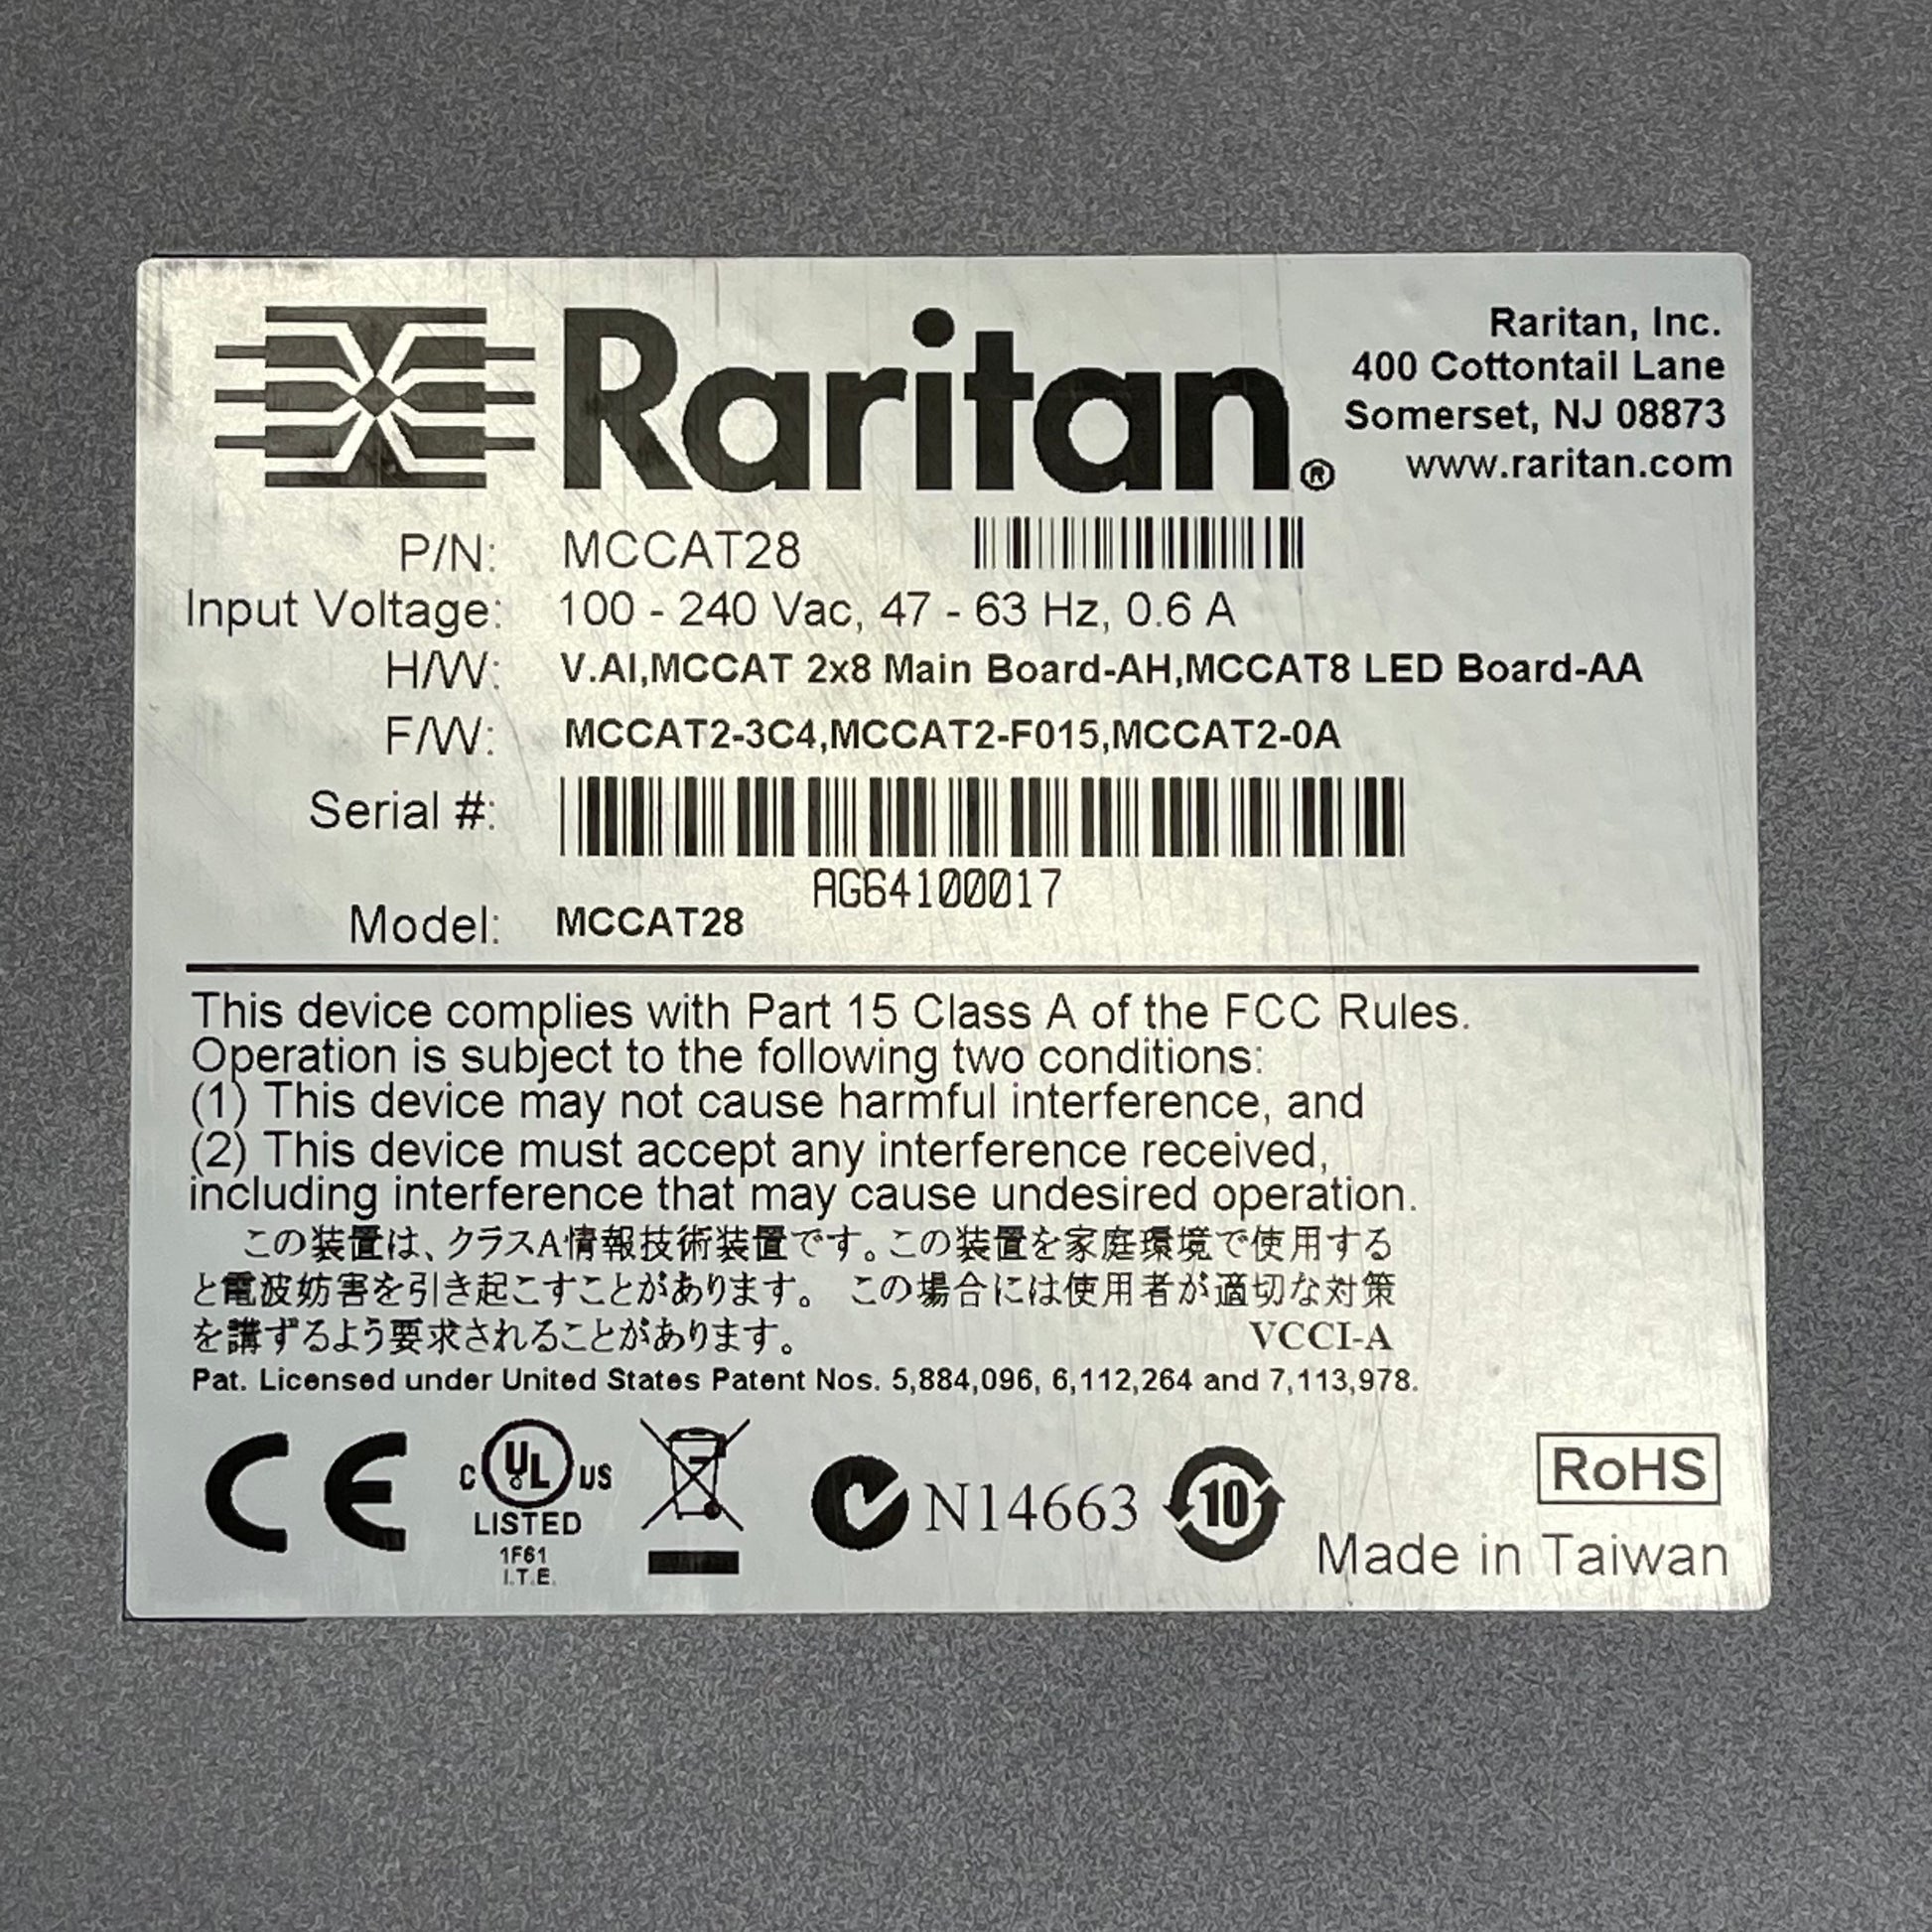 Raritan®
Raritan, Inc.
400 Cottontail Lane
Somerset, NJ 08873
www.raritan.com
P/N: MCCAT28
Input Voltage: 100 - 240 Vac, 47 - 63 Hz, 0.6 A
H/W: V.AI,MCCAT 2x8 Main Board-AH,MCCAT8 LED Board-AA
F/W: MCCAT2-3C4,MCCAT2-F015,MCCAT2-0A
Serial #:
AG64100017
Model: MCCAT28
This device complies with Part 15 Class A of the FCC Rules.
Operation is subject to the following two conditions:
(1) This device may not cause harmful interference, and
(2) This device must accept any interference received,
including interference that may cause undesired operation.
この装置は、クラスA情報技術装置です。この装置を家庭環境で使用する
と電波妨害を引き起こすことがあります。 この場合には使用者が適切な対策
を講ずるよう要求されることがあります。 VCCI-A
Pat. Licensed under United States Patent Nos. 5,884,096, 6,112,264 and 7,113,978.
CE
C UL US
LISTED
1F61
I.T.E.
N14663
10
RoHS
Made in Taiwan